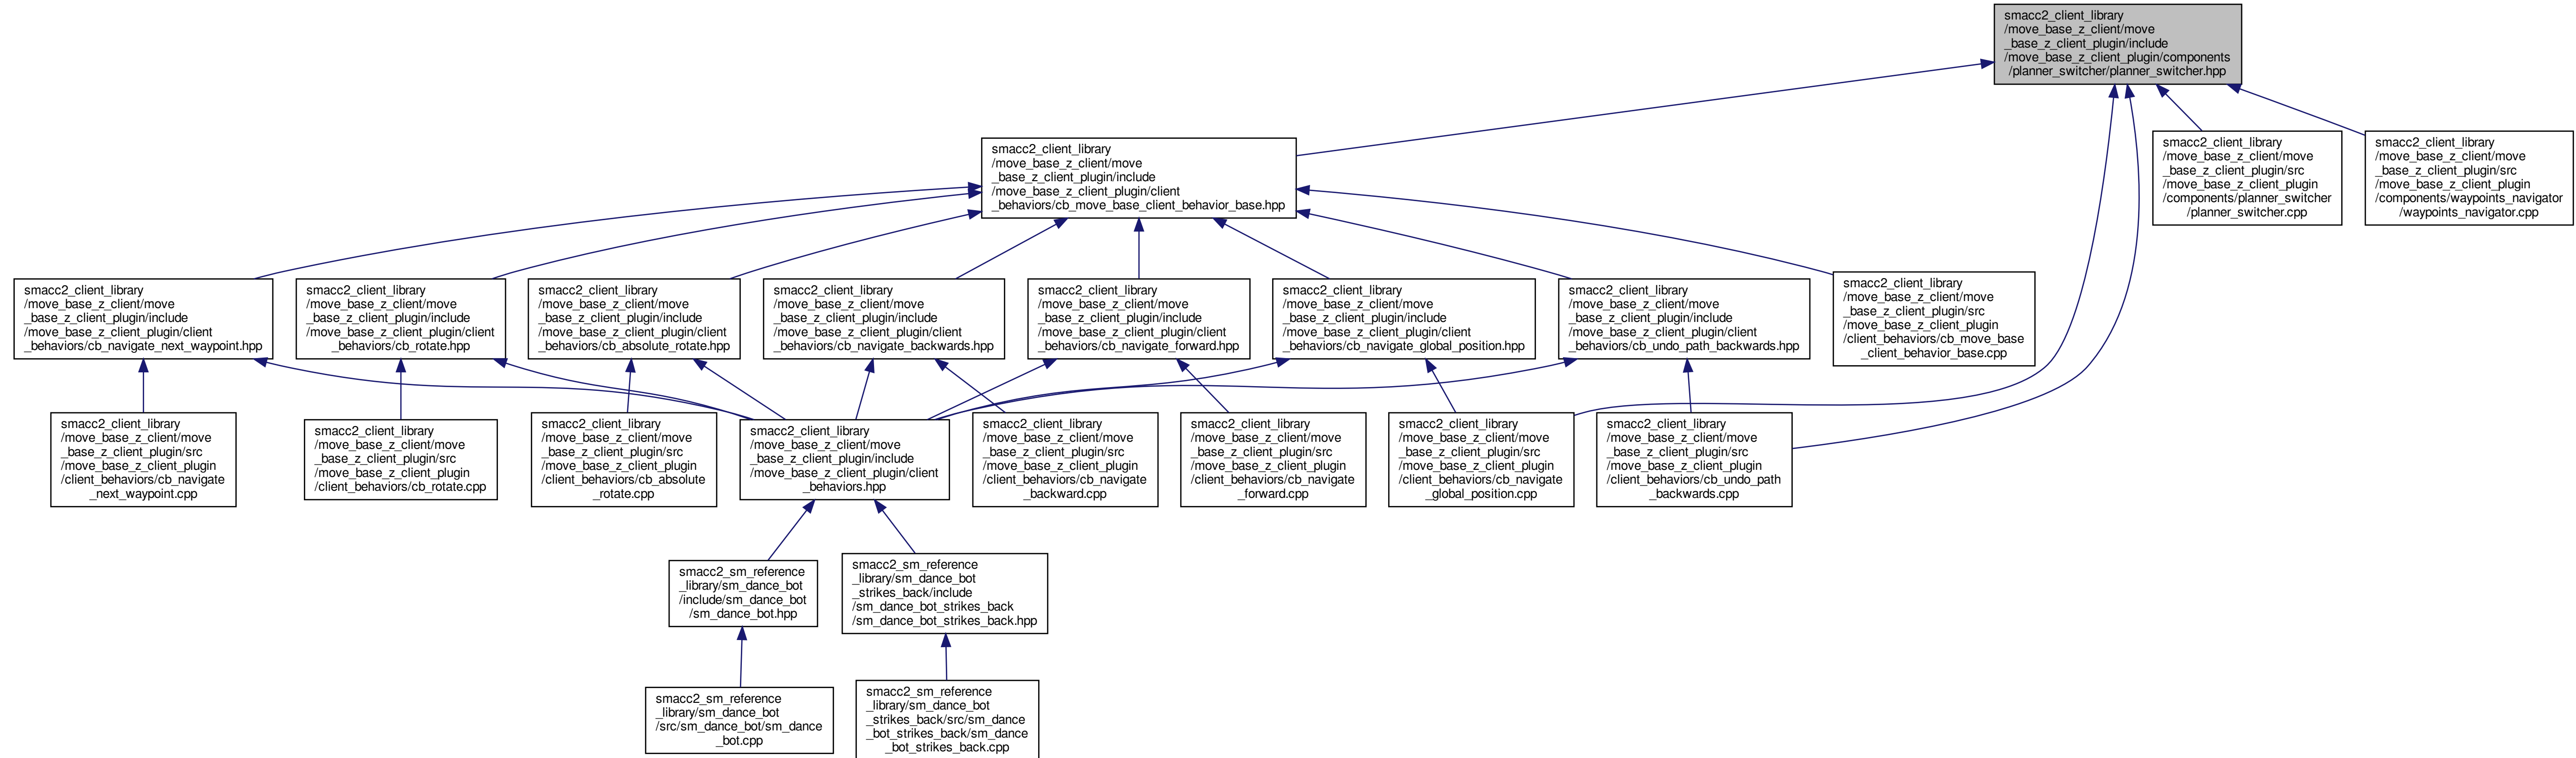 smacc2_client_library
/move_base_z_client/move
_base_z_client_plugin/include
/move_base_z_client_plugin/components
/planner_switcher/planner_switcher.hpp
smacc2_client_library
/move_base_z_client/move
_base_z_client_plugin/include
/move_base_z_client_plugin/client
_behaviors/cb_move_base_client_behavior_base.hpp
smacc2_client_library
/move_base_z_client/move
_base_z_client_plugin/src
/move_base_z_client_plugin
/components/planner_switcher
/planner_switcher.cpp
smacc2_client_library
/move_base_z_client/move
_base_z_client_plugin/src
/move_base_z_client_plugin
/components/waypoints_navigator
/waypoints_navigator.cpp
smacc2_client_library
/move_base_z_client/move
_base_z_client_plugin/include
/move_base_z_client_plugin/client
_behaviors/cb_navigate_next_waypoint.hpp
smacc2_client_library
/move_base_z_client/move
_base_z_client_plugin/include
/move_base_z_client_plugin/client
_behaviors/cb_rotate.hpp
smacc2_client_library
/move_base_z_client/move
_base_z_client_plugin/include
/move_base_z_client_plugin/client
_behaviors/cb_absolute_rotate.hpp
smacc2_client_library
/move_base_z_client/move
_base_z_client_plugin/include
/move_base_z_client_plugin/client
_behaviors/cb_navigate_backwards.hpp
smacc2_client_library
/move_base_z_client/move
_base_z_client_plugin/include
/move_base_z_client_plugin/client
_behaviors/cb_navigate_forward.hpp
smacc2_client_library
/move_base_z_client/move
_base_z_client_plugin/include
/move_base_z_client_plugin/client
_behaviors/cb_navigate_global_position.hpp
smacc2_client_library
/move_base_z_client/move
_base_z_client_plugin/include
/move_base_z_client_plugin/client
_behaviors/cb_undo_path_backwards.hpp
smacc2_client_library
/move_base_z_client/move
_base_z_client_plugin/src
/move_base_z_client_plugin
/client_behaviors/cb_move_base
_client_behavior_base.cpp
smacc2_client_library
/move_base_z_client/move
_base_z_client_plugin/src
/move_base_z_client_plugin
/client_behaviors/cb_navigate
_next_waypoint.cpp
smacc2_client_library
/move_base_z_client/move
_base_z_client_plugin/src
/move_base_z_client_plugin
/client_behaviors/cb_rotate.cpp
smacc2_client_library
/move_base_z_client/move
_base_z_client_plugin/src
/move_base_z_client_plugin
/client_behaviors/cb_absolute
_rotate.cpp
smacc2_client_library
/move_base_z_client/move
_base_z_client_plugin/include
/move_base_z_client_plugin/client
_behaviors.hpp
smacc2_client_library
/move_base_z_client/move
_base_z_client_plugin/src
/move_base_z_client_plugin
/client_behaviors/cb_navigate
_backward.cpp
smacc2_client_library
/move_base_z_client/move
_base_z_client_plugin/src
/move_base_z_client_plugin
/client_behaviors/cb_navigate
_forward.cpp
smacc2_client_library
/move_base_z_client/move
_base_z_client_plugin/src
/move_base_z_client_plugin
/client_behaviors/cb_navigate
_global_position.cpp
smacc2_client_library
/move_base_z_client/move
_base_z_client_plugin/src
/move_base_z_client_plugin
/client_behaviors/cb_undo_path
_backwards.cpp
smacc2_sm_reference
_library/sm_dance_bot
/include/sm_dance_bot
/sm_dance_bot.hpp
smacc2_sm_reference
_library/sm_dance_bot
_strikes_back/include
/sm_dance_bot_strikes_back
/sm_dance_bot_strikes_back.hpp
smacc2_sm_reference
_library/sm_dance_bot
/src/sm_dance_bot/sm_dance
_bot.cpp
smacc2_sm_reference
_library/sm_dance_bot
_strikes_back/src/sm_dance
_bot_strikes_back/sm_dance
_bot_strikes_back.cpp